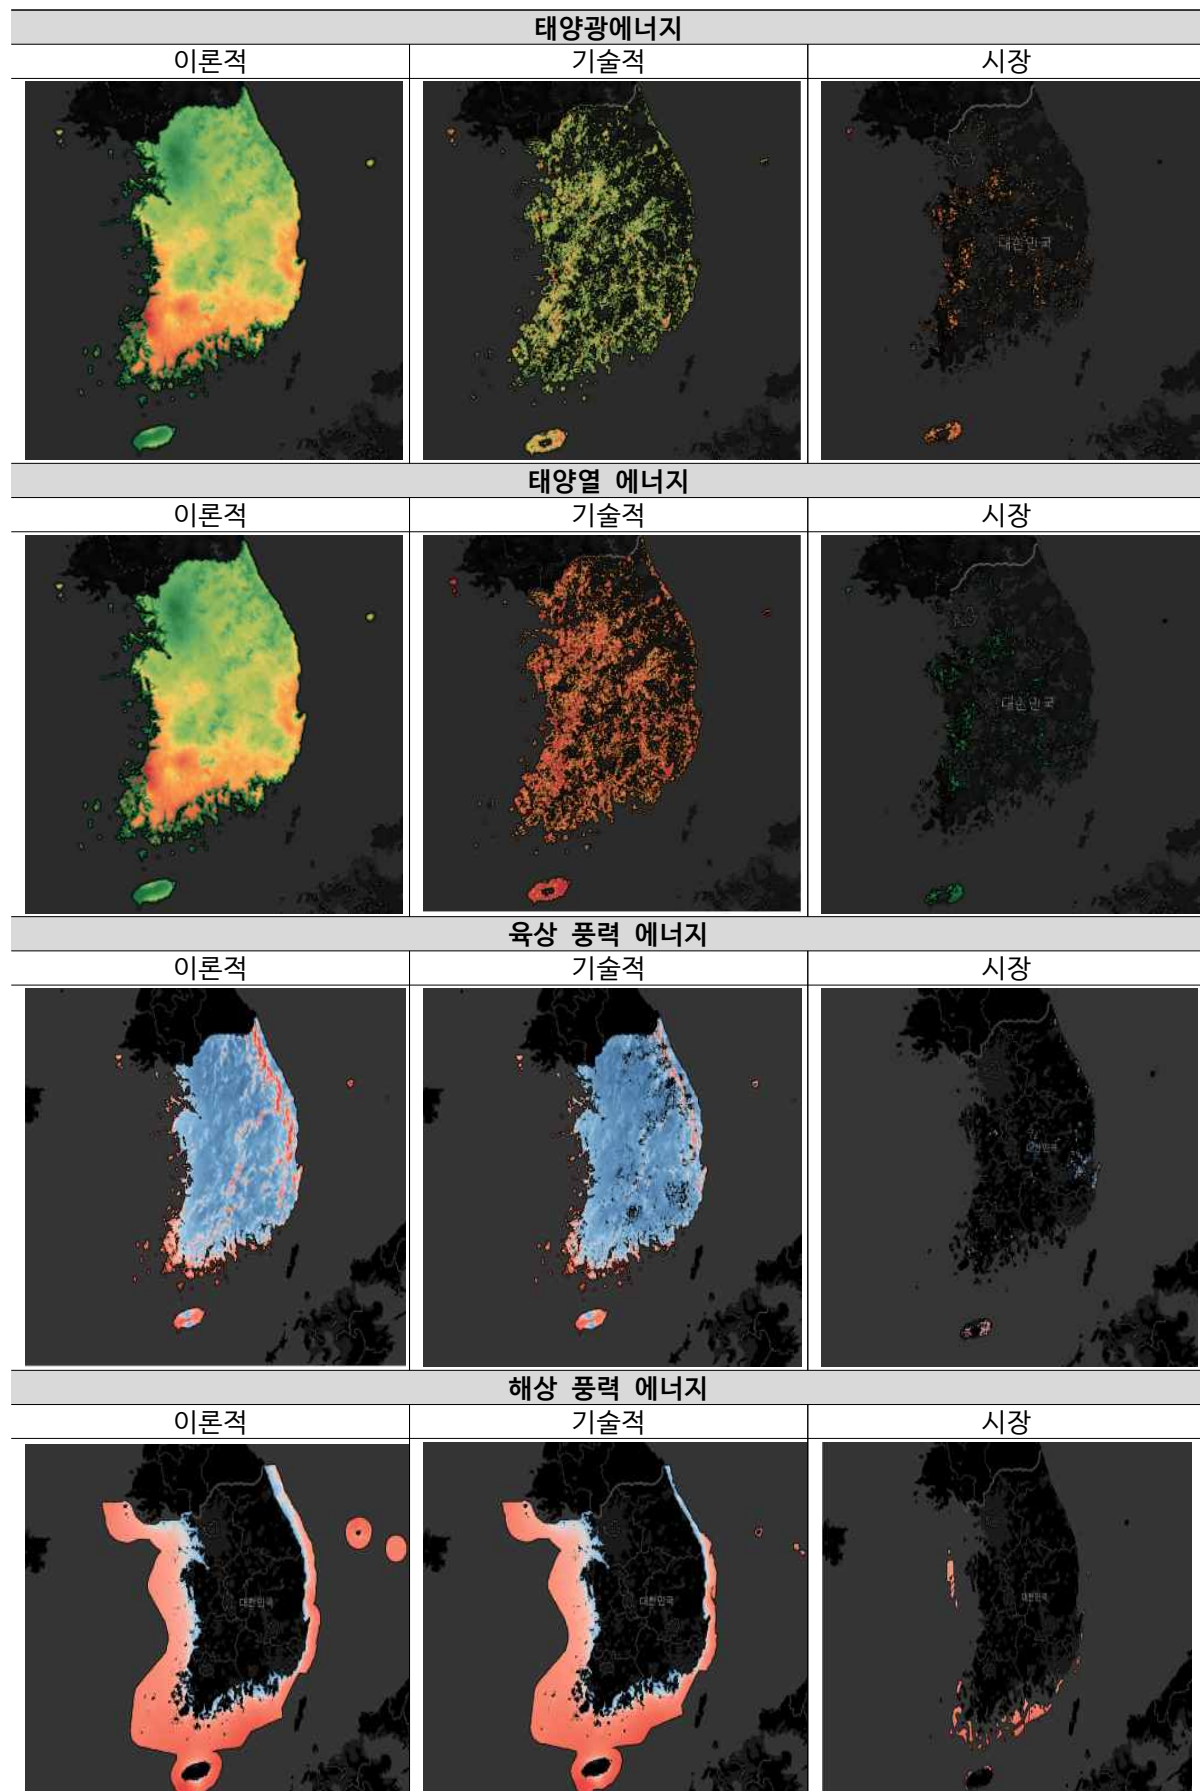 태양광에너지
이론적 기술적 시장
대한민국
태양열 에너지
이론적 기술적 시장
대한민국
육상 풍력 에너지
이론적 기술적 시장
대한민국
해상 풍력 에너지
이론적 기술적 시장
대한민국 대한민국 대한민국